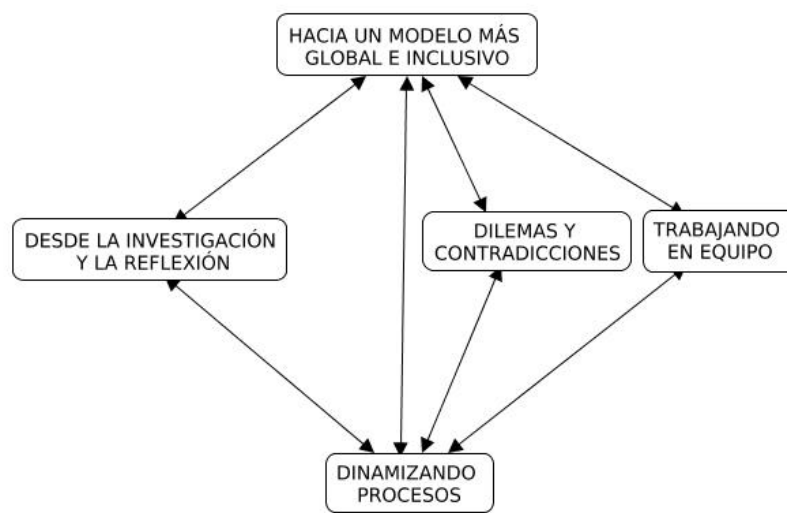 HACIA UN MODELO MÁS
GLOBAL E INCLUSIVO
DESDE LA INVESTIGACIÓN
Y LA REFLEXIÓN
DILEMAS Y
CONTRADICCIONES
TRABAJANDO
EN EQUIPO
DINAMIZANDO
PROCESOS